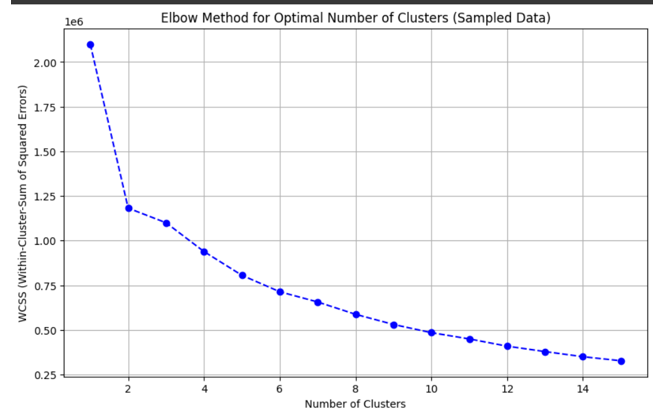 Elbow Method for Optimal Number of Clusters (Sampled Data)
1e6
2.00
1.75
1.50
1.25
1.00
0.75
0.50
0.25
WCSS (Within-Cluster-Sum of Squared Errors)
2 4 6 8 10 12 14
Number of Clusters